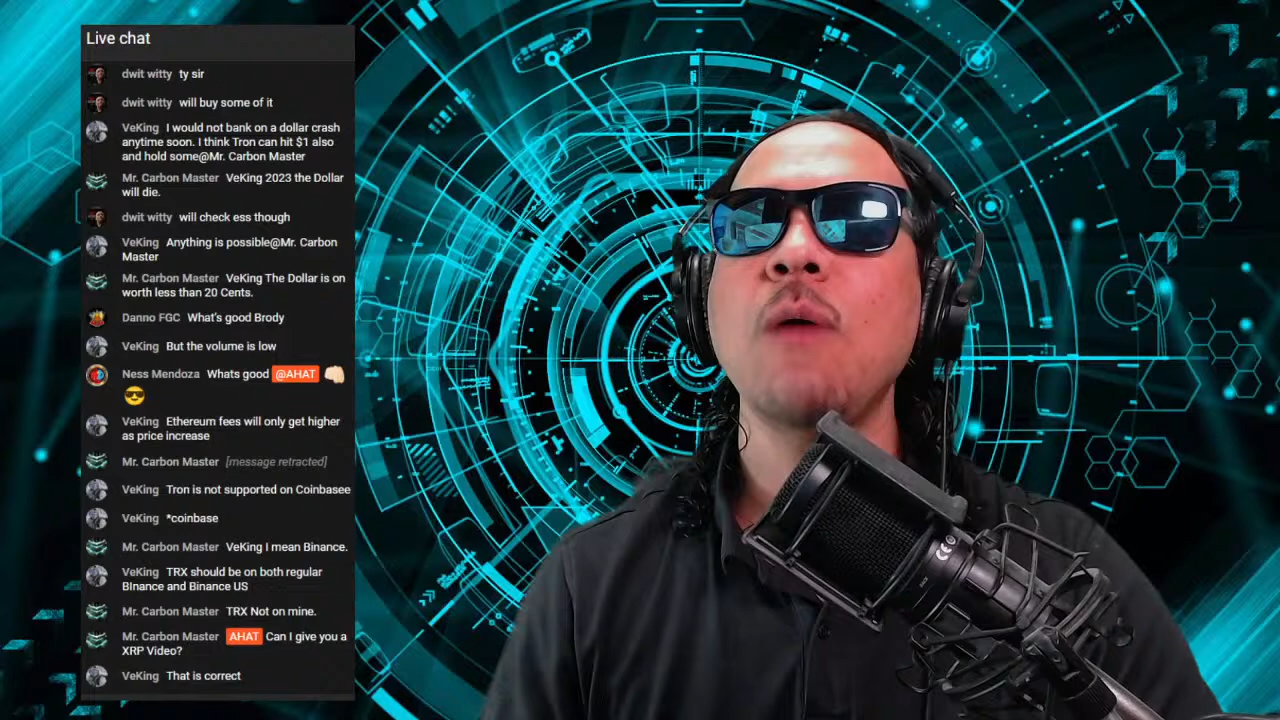 Live chat
dwit witty ty sir
dwit witty will buy some of it
VeKing I would not bank on a dollar crash
anytime soon. I think Tron can hit $1 also
and hold some@Mr. Carbon Master
Mr. Carbon Master VeKing 2023 the Dollar
will die.
dwit witty will check ess though
VeKing Anything is possible@Mr. Carbon
Master
Mr. Carbon Master VeKing The Dollar is on
worth less than 20 Cents.
Danno FGC What's good Brody
VeKing But the volume is low
Ness Mendoza Whats good @AHAT
VeKing Ethereum fees will only get higher
as price increase
Mr. Carbon Master [message retracted]
VeKing Tron is not supported on Coinbasee
VeKing *coinbase
Mr. Carbon Master VeKing I mean Binance.
VeKing TRX should be on both regular
BInance and Binance US
Mr. Carbon Master TRX Not on mine.
Mr. Carbon Master AHAT Can I give you a
XRP Video?
VeKing That is correct